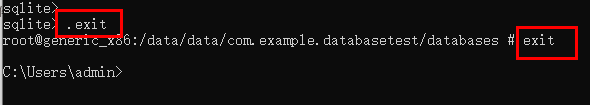 sqlite>
sqlite> .exit
root@generic_x86:/data/data/com.example.databasetest/databases # exit
C:\Users\admin>